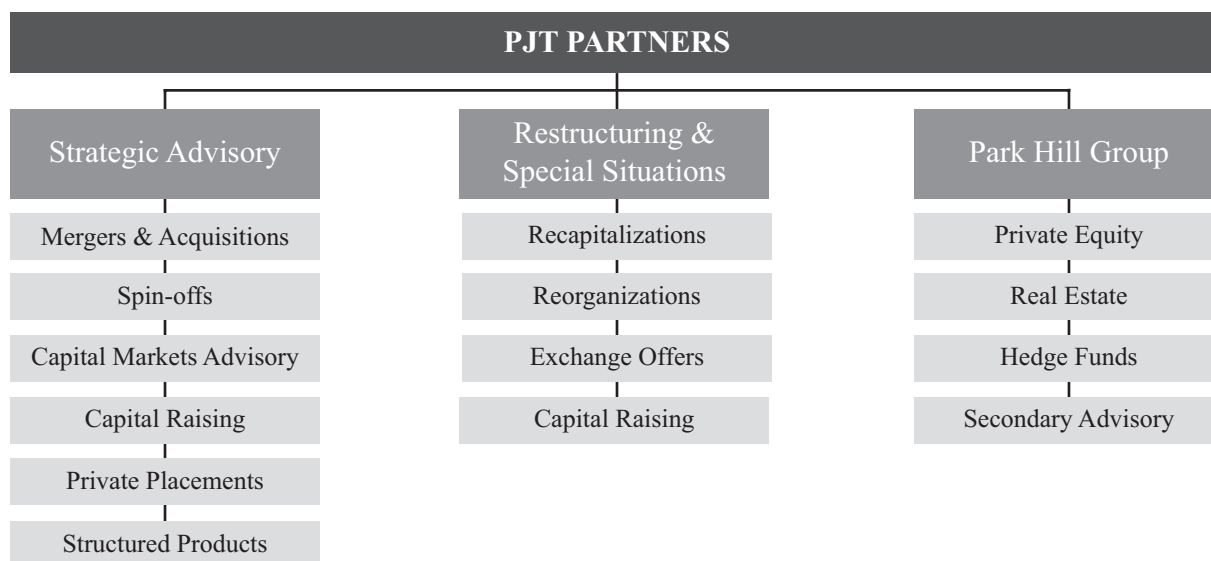 PJT PARTNERS
Strategic Advisory
Mergers & Acquisitions
Spin-offs
Capital Markets Advisory
Capital Raising
Private Placements
Structured Products
Restructuring &
Special Situations
Recapitalizations
Reorganizations
Exchange Offers
Capital Raising
Park Hill Group
Private Equity
Real Estate
Hedge Funds
Secondary Advisory